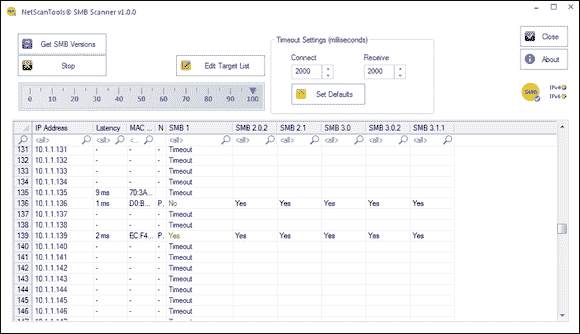 NetScanTools® SMB Scanner v1.0.0
Get SMB Versions
Stop
Edit Target List
Timeout Settings (milliseconds)
Connect Receive
2000 2000
Set Defaults
Close
About
SMB IPv4 IPv6
0 10 20 30 40 50 60 70 80 90 100
IP Address Latency MAC ... N SMB 1 SMB 2.0.2 SMB 2.1 SMB 3.0 SMB 3.0.2 SMB 3.1.1
<all> <all> <... <all> <all> <all> <all> <all> <all>
131 10.1.1.131 - - Timeout
132 10.1.1.132 - - Timeout
133 10.1.1.133 - - Timeout
134 10.1.1.134 - - Timeout
135 10.1.1.135 9 ms 70:3A... Timeout
136 10.1.1.136 1 ms D0:B... P. No Yes Yes Yes Yes Yes
137 10.1.1.137 - - Timeout
138 10.1.1.138 - - Timeout
139 10.1.1.139 2 ms EC:F4... P. Yes Yes Yes Yes Yes Yes
140 10.1.1.140 - - Timeout
141 10.1.1.141 - - Timeout
142 10.1.1.142 - - Timeout
143 10.1.1.143 - - Timeout
144 10.1.1.144 - - Timeout
145 10.1.1.145 - - Timeout
146 10.1.1.146 - - Timeout
147 10.1.1.147 - - Timeout